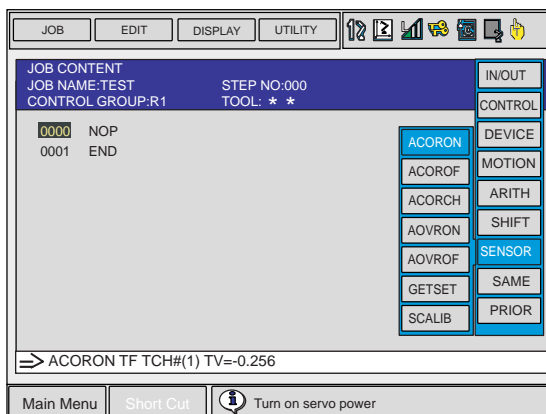 JOB EDIT DISPLAY UTILITY
JOB CONTENT
JOB NAME:TEST STEP NO:000
CONTROL GROUP:R1 TOOL: * *
0000 NOP
0001 END
ACORON
ACOROF
ACORCH
AOVRON
AOVROF
GETSET
SCALIB
IN/OUT
CONTROL
DEVICE
MOTION
ARITH
SHIFT
SENSOR
SAME
PRIOR
=> ACORON TF TCH#(1) TV=-0.256
Main Menu Short Cut Turn on servo power